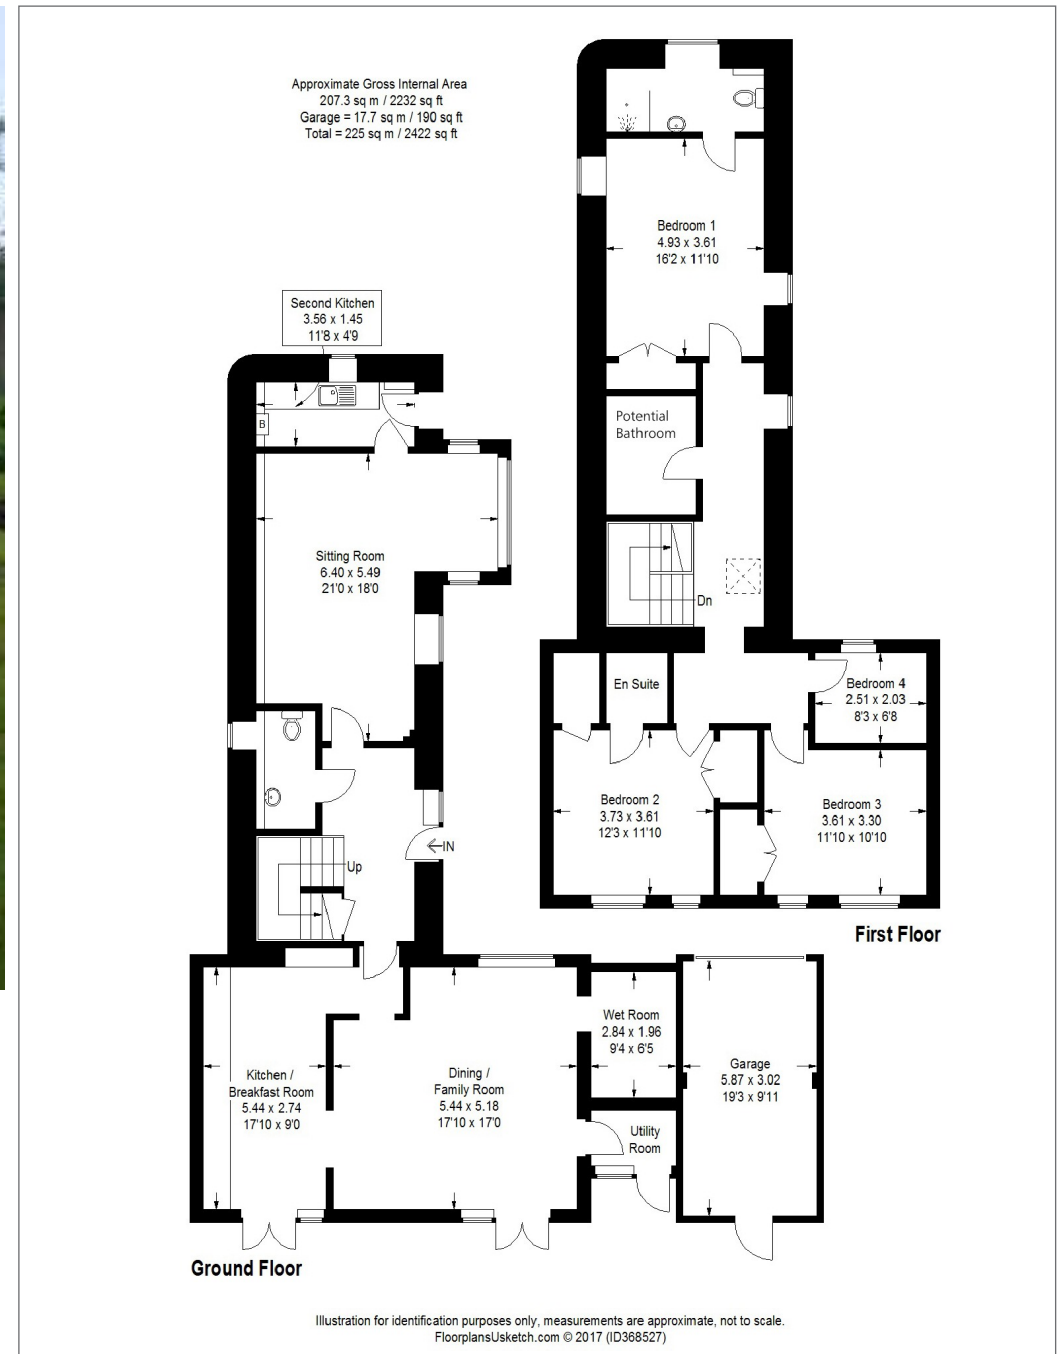 Approximate Gross Internal Area
207.3 sq m / 2232 sq ft
Garage = 17.7 sq m / 190 sq ft
Total = 225 sq m / 2422 sq ft
Bedroom 1
4.93 x 3.61
16'2 x 11'10
Second Kitchen
3.56 x 1.45
11'8 x 4'9
B
Potential
Bathroom
Sitting Room
6.40 x 5.49
21'0 x 18'0
Dn
En Suite
Bedroom 4
2.51 x 2.03
8'3 x 6'8
Bedroom 2
3.73 x 3.61
12'3 x 11'10
Bedroom 3
3.61 x 3.30
11'10 x 10'10
IN
Up
First Floor
Wet Room
2.84 x 1.96
9'4 x 6'5
Garage
5.87 x 3.02
19'3 x 9'11
Kitchen /
Breakfast Room
5.44 x 2.74
17'10 x 9'0
Dining /
Family Room
5.44 x 5.18
17'10 x 17'0
Utility
Room
Ground Floor
Illustration for identification purposes only, measurements are approximate, not to scale.
FloorplansUsketch.com © 2017 (ID368527)